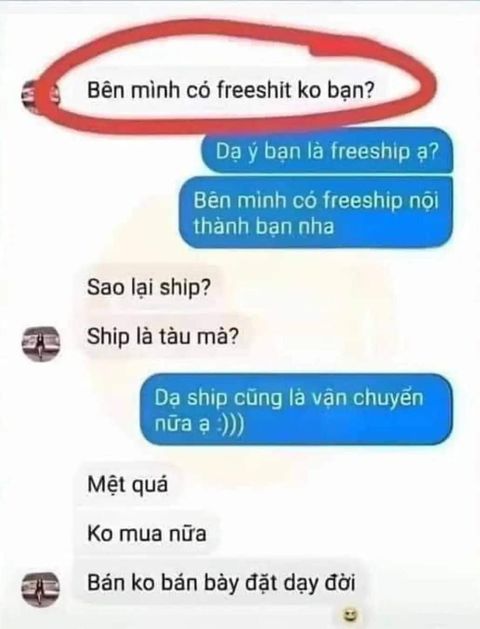 Bên mình có freeshit ko bạn?
Dạ ý bạn là freeship ạ?
Bên mình có freeship nội
thành bạn nha
Sao lại ship?
Ship là tàu mà?
Dạ ship cũng là vận chuyển
nữa ạ :)))
Mệt quá
Ko mua nữa
Bán ko bán bày đặt dạy đời